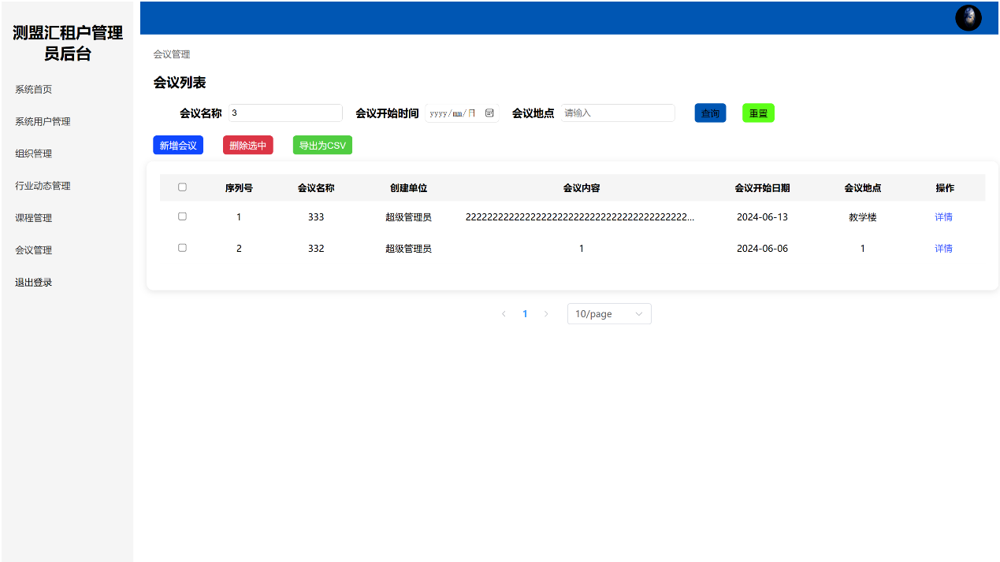 测盟汇租户管理
员后台
系统首页
系统用户管理
组织管理
行业动态管理
课程管理
会议管理
退出登录
会议管理
会议列表
会议名称 3 会议开始时间 yyyy/mm/日 会议地点 请输入 查询 重置
新增会议 删除选中 导出为CSV
序列号 会议名称 创建单位 会议内容 会议开始日期 会议地点 操作
1 333 超级管理员 222222222222222222222222222222222222222222... 2024-06-13 教学楼 详情
2 332 超级管理员 1 2024-06-06 1 详情
1 10/page